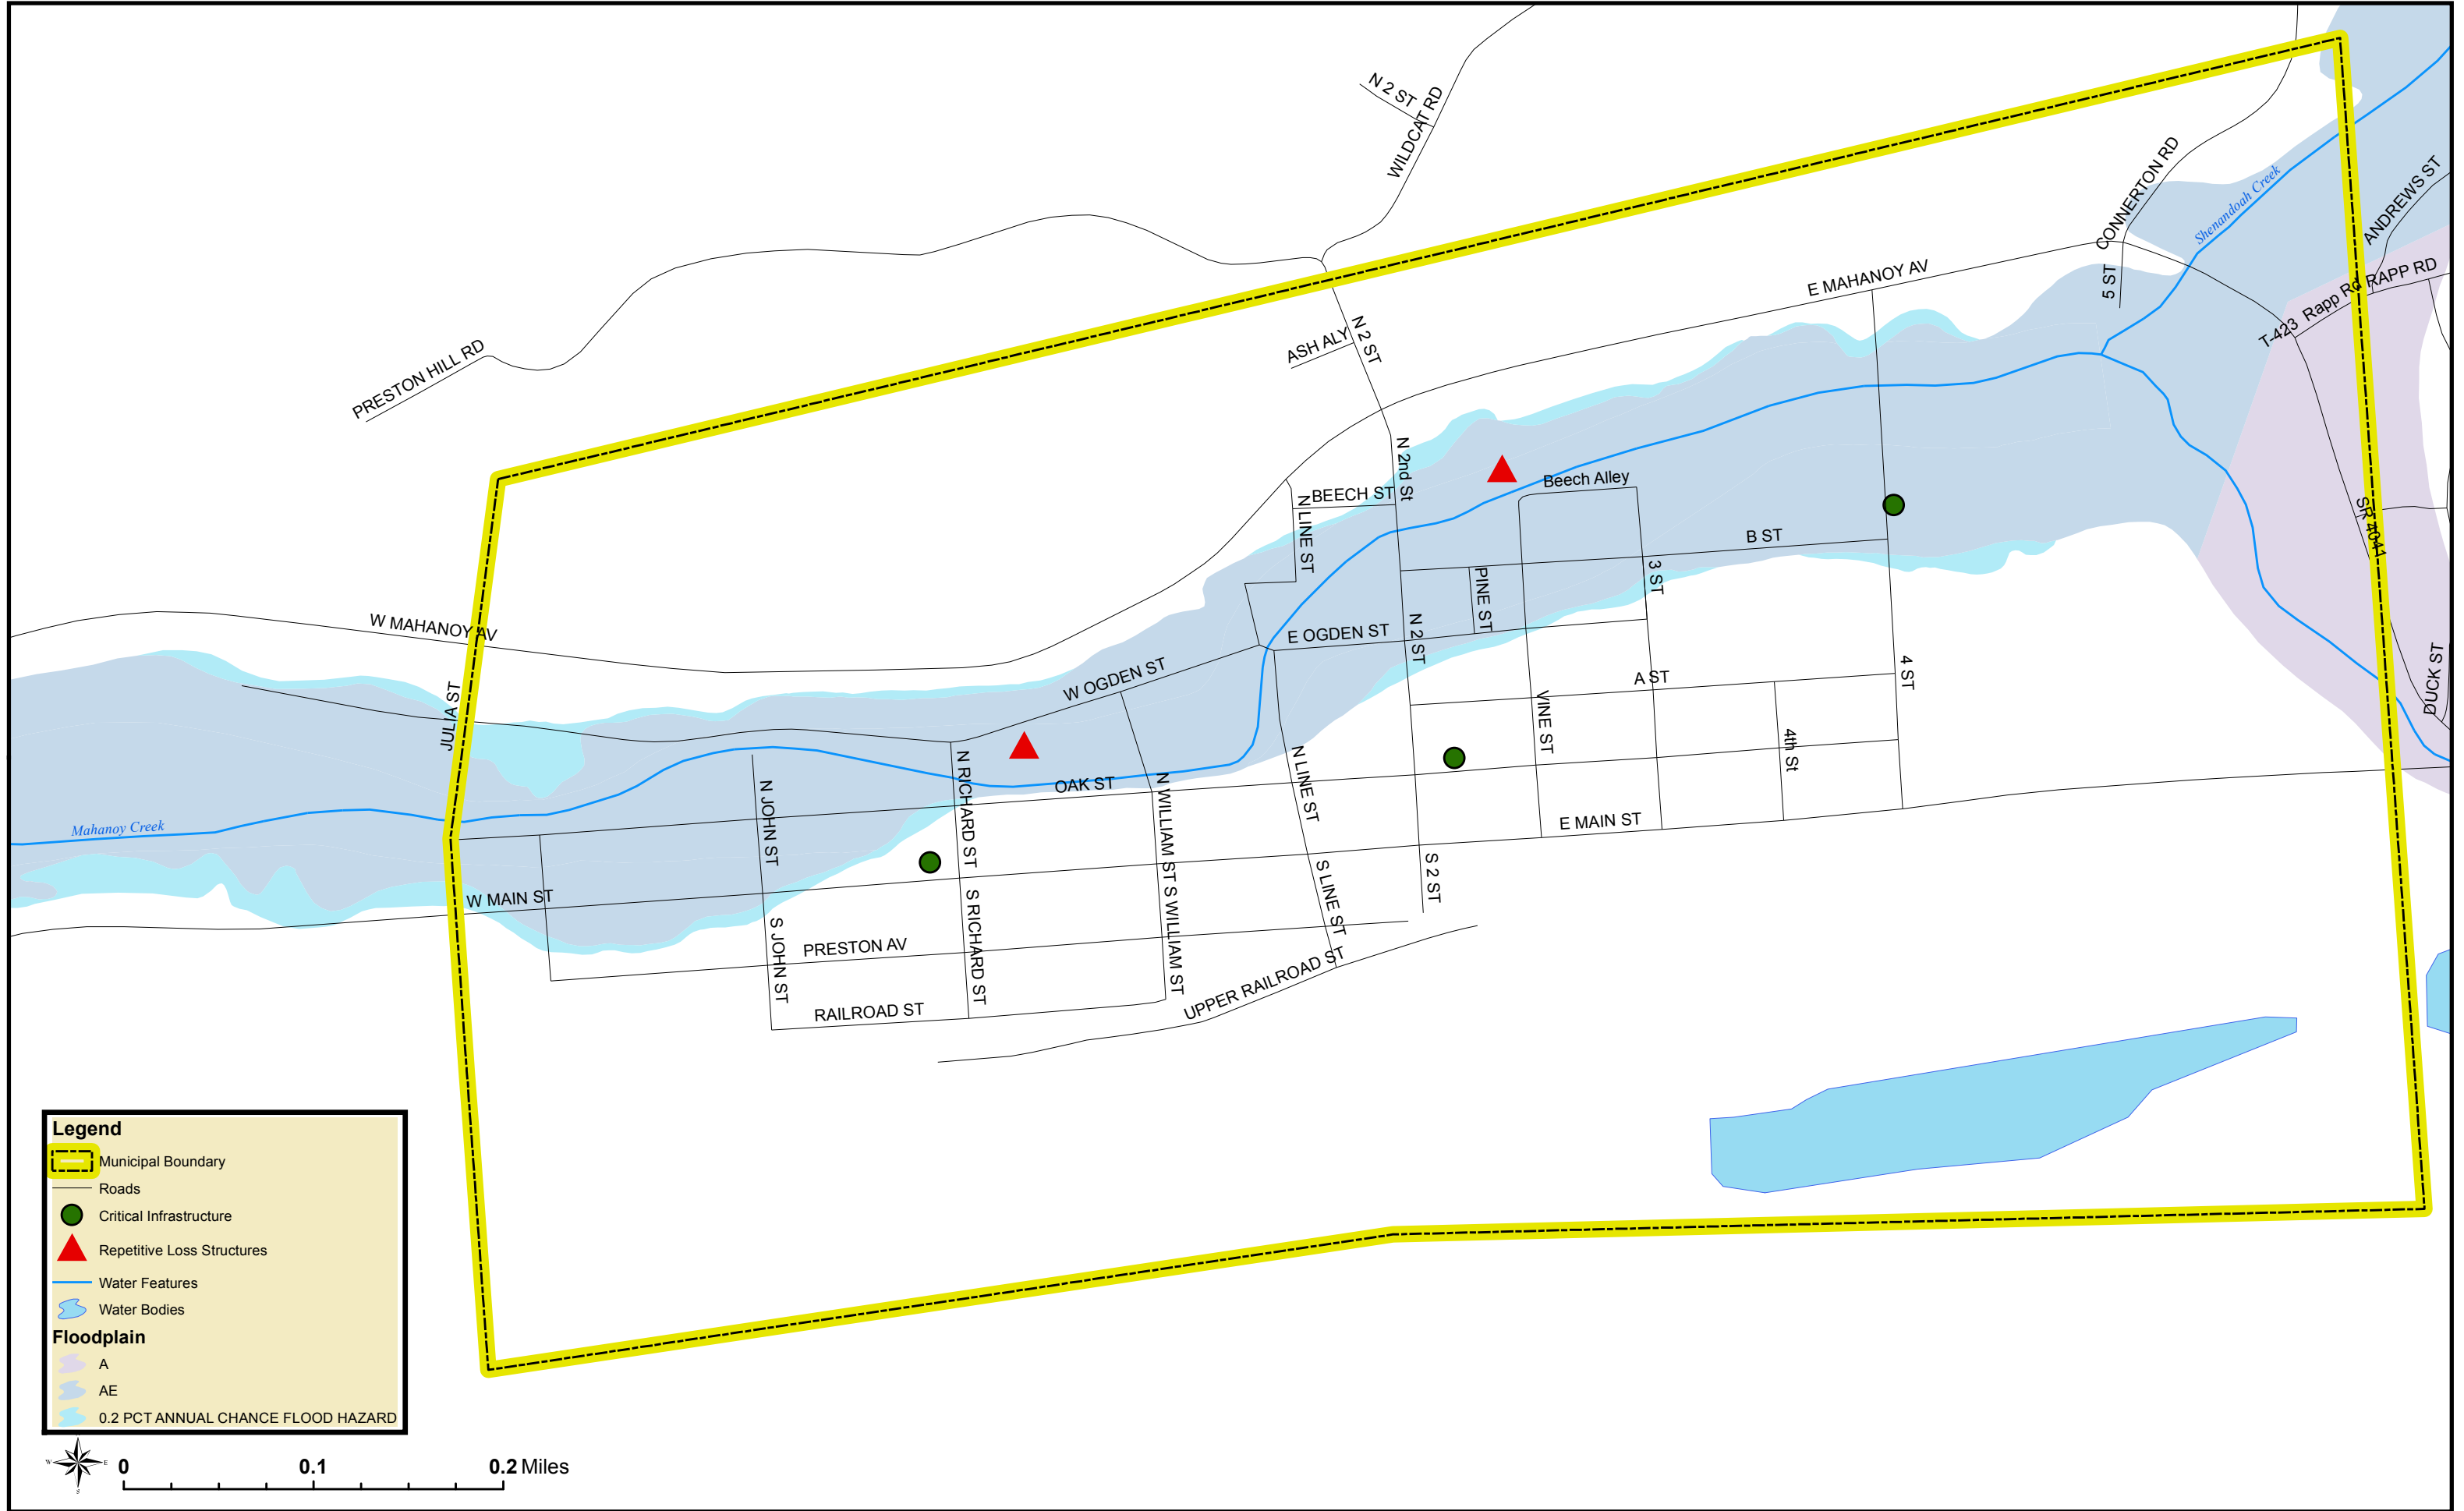 N 2 ST
WILDCAT RD
CONNERTON RD
Shenandoah Creek
ANDREWS ST
5 ST
E MAHANOY AV
T-423 Rapp Rd
RAPP RD
PRESTON HILL RD
ASH ALY
N 2 ST
N 2nd St
BEECH ST
Beech Alley
N LINE ST
B ST
SR 4041
PINE ST
3 ST
W MAHANOY AV
E OGDEN ST
N 2 ST
W OGDEN ST
A ST
4 ST
DUCK ST
JULIA ST
VINE ST
4th St
N JOHN ST
N RICHARD ST
OAK ST
N WILLIAM ST
N LINE ST
E MAIN ST
Mahanoy Creek
W MAIN ST
S JOHN ST
PRESTON AV
S RICHARD ST
S WILLIAM ST
S LINE ST
S 2 ST
RAILROAD ST
UPPER RAILROAD ST
Legend
Municipal Boundary
Roads
Critical Infrastructure
Repetitive Loss Structures
Water Features
Water Bodies
Floodplain
A
AE
0.2 PCT ANNUAL CHANCE FLOOD HAZARD
W E
S
0 0.1 0.2 Miles